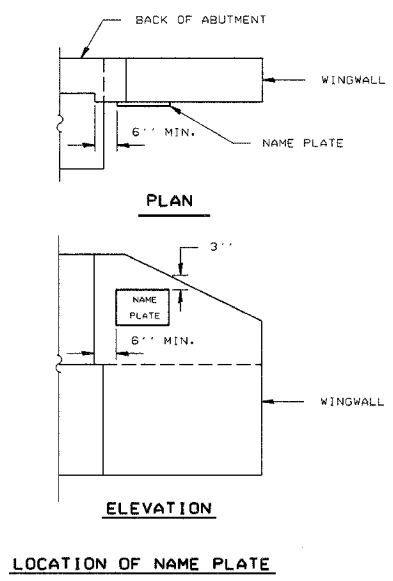 BACK OF ABUTMENT
WINGWALL
6'' MIN.
NAME PLATE
PLAN
3''
NAME
PLATE
6'' MIN.
WINGWALL
ELEVATION
LOCATION OF NAME PLATE